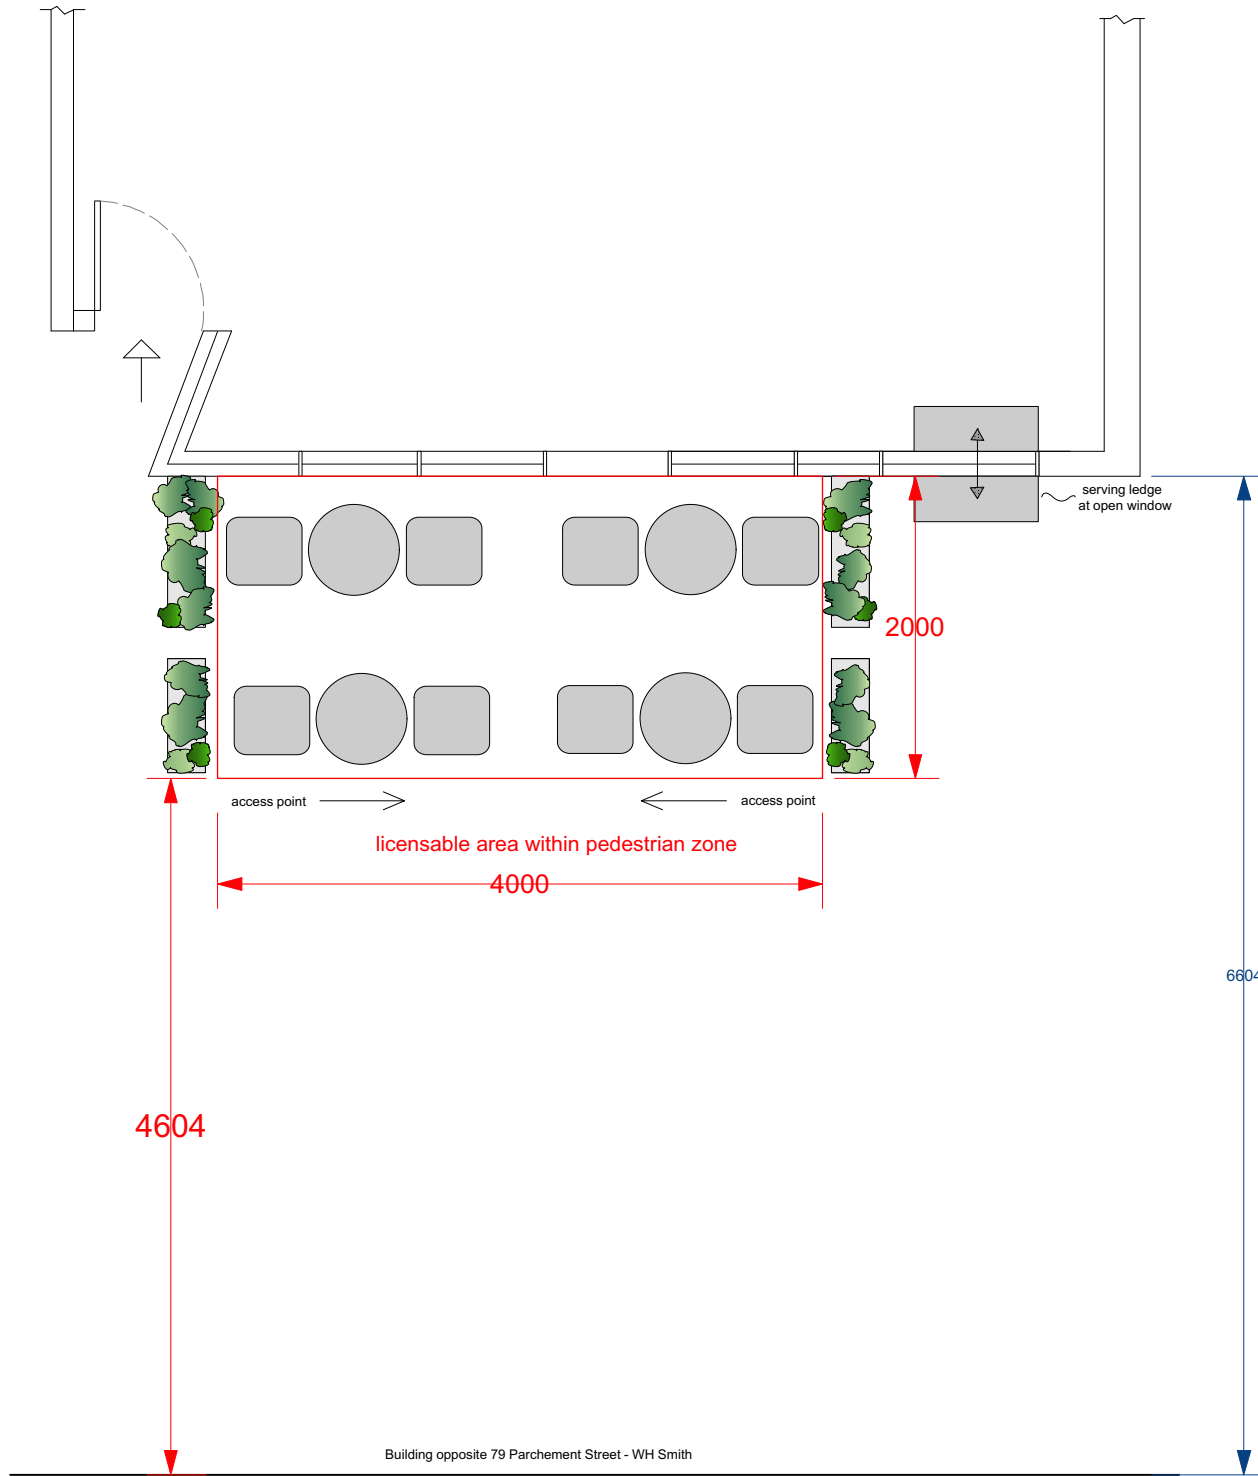 serving ledge
at open window
2000
access point
access point
licensable area within pedestrian zone
4000
6604
4604
Building opposite 79 Parchement Street - WH Smith